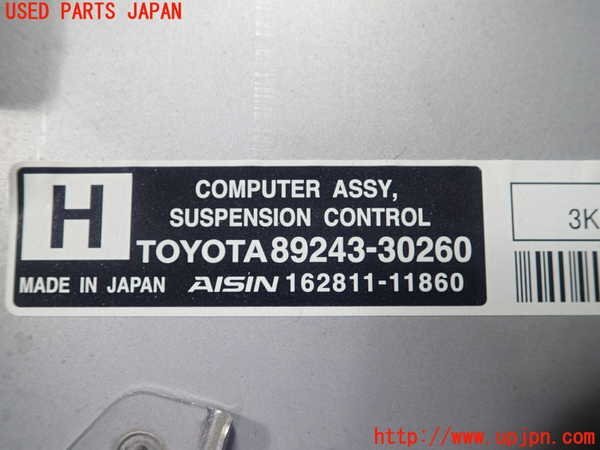 USED PARTS JAPAN
H
COMPUTER ASSY,
SUSPENSION CONTROL
TOYOTA 89243-30260
MADE IN JAPAN AISIN 162811-11860
3K
http://www.upjpn.com/